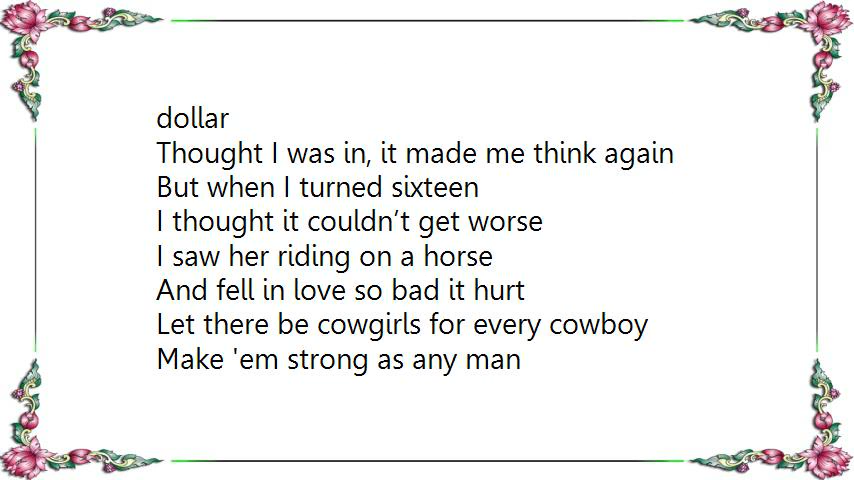 dollar
Thought I was in, it made me think again
But when I turned sixteen
I thought it couldn’t get worse
I saw her riding on a horse
And fell in love so bad it hurt
Let there be cowgirls for every cowboy
Make 'em strong as any man